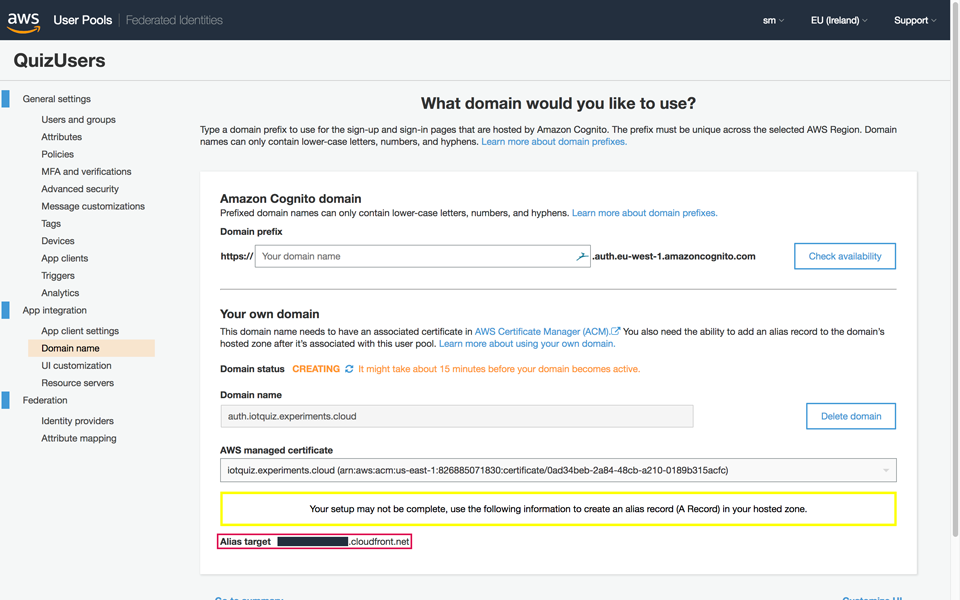 aws User Pools Federated Identities sm EU (Ireland) Support
QuizUsers
General settings
Users and groups
Attributes
Policies
MFA and verifications
Advanced security
Message customizations
Tags
Devices
App clients
Triggers
Analytics
App integration
App client settings
Domain name
UI customization
Resource servers
Federation
Identity providers
Attribute mapping
What domain would you like to use?
Type a domain prefix to use for the sign-up and sign-in pages that are hosted by Amazon Cognito. The prefix must be unique across the selected AWS Region. Domain
names can only contain lower-case letters, numbers, and hyphens. Learn more about domain prefixes.
Amazon Cognito domain
Prefixed domain names can only contain lower-case letters, numbers, and hyphens. Learn more about domain prefixes.
Domain prefix
https:// Your domain name .auth.eu-west-1.amazoncognito.com Check availability
Your own domain
This domain name needs to have an associated certificate in AWS Certificate Manager (ACM). You also need the ability to add an alias record to the domain's
hosted zone after it's associated with this user pool. Learn more about using your own domain.
Domain status CREATING It might take about 15 minutes before your domain becomes active.
Domain name
auth.iotquiz.experiments.cloud Delete domain
AWS managed certificate
iotquiz.experiments.cloud (arn:aws:acm:us-east-1:826885071830:certificate/0ad34beb-2a84-48cb-a210-0189b315acfc)
Your setup may not be complete, use the following information to create an alias record (A Record) in your hosted zone.
Alias target .cloudfront.net
Go to summary Customize UI